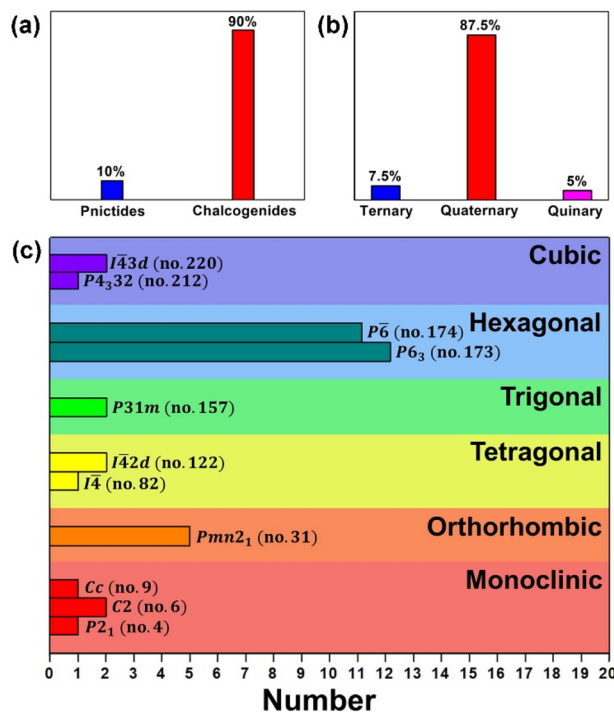 (a)
90%
10%
Pnictides Chalcogenides
(b)
87.5%
7.5%
5%
Ternary Quaternary Quinary
(c)
Cubic
I4̅3d (no.220)
P4₃32 (no.212)
Hexagonal
P6̅ (no.174)
P6₃ (no.173)
Trigonal
P31m (no.157)
Tetragonal
I4̅2d (no.122)
I4̅ (no.82)
Orthorhombic
Pmn2₁ (no.31)
Monoclinic
Cc (no.9)
C2 (no.6)
P2₁ (no.4)
0 1 2 3 4 5 6 7 8 9 10 11 12 13 14 15 16 17 18 19 20
Number